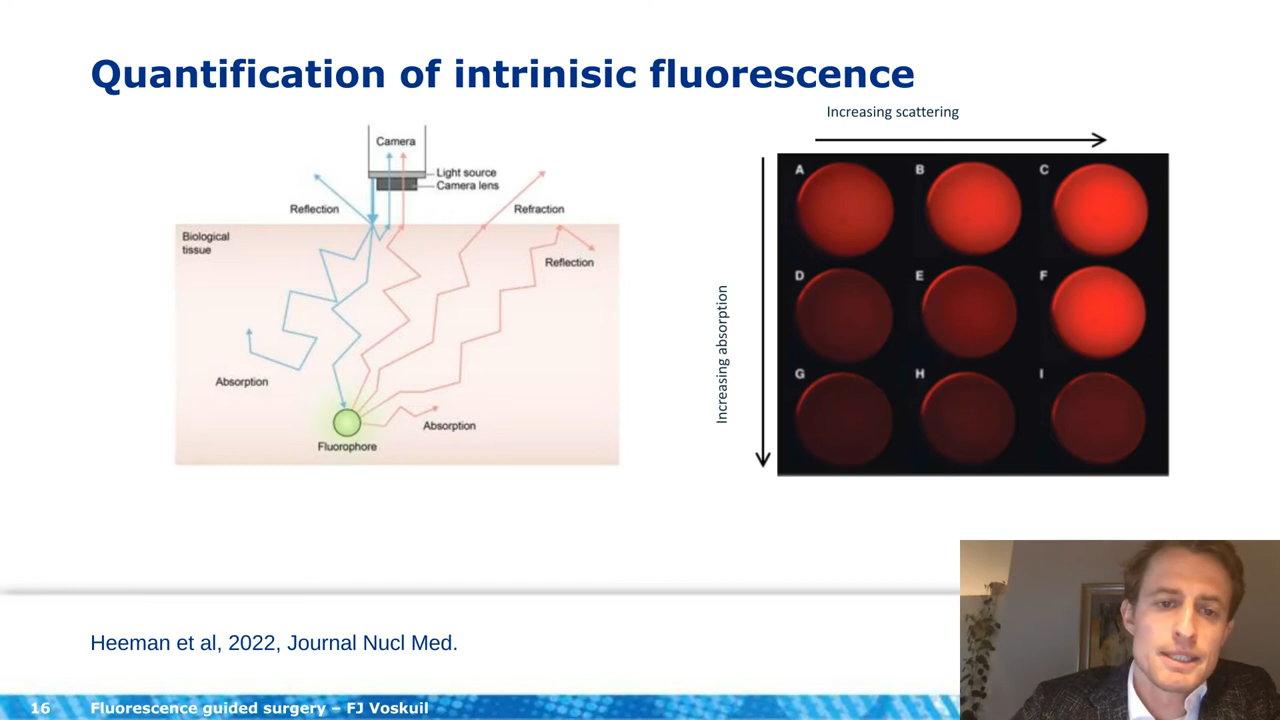 Quantification of intrinisic fluorescence
Camera
Light source
Camera lens
Reflection
Refraction
Biological
tissue
Reflection
Absorption
Absorption
Fluorophore
Increasing scattering
Increasing absorption
A
B
C
D
E
F
G
H
I
Heeman et al, 2022, Journal Nucl Med.
16
Fluorescence guided surgery – FJ Voskuil